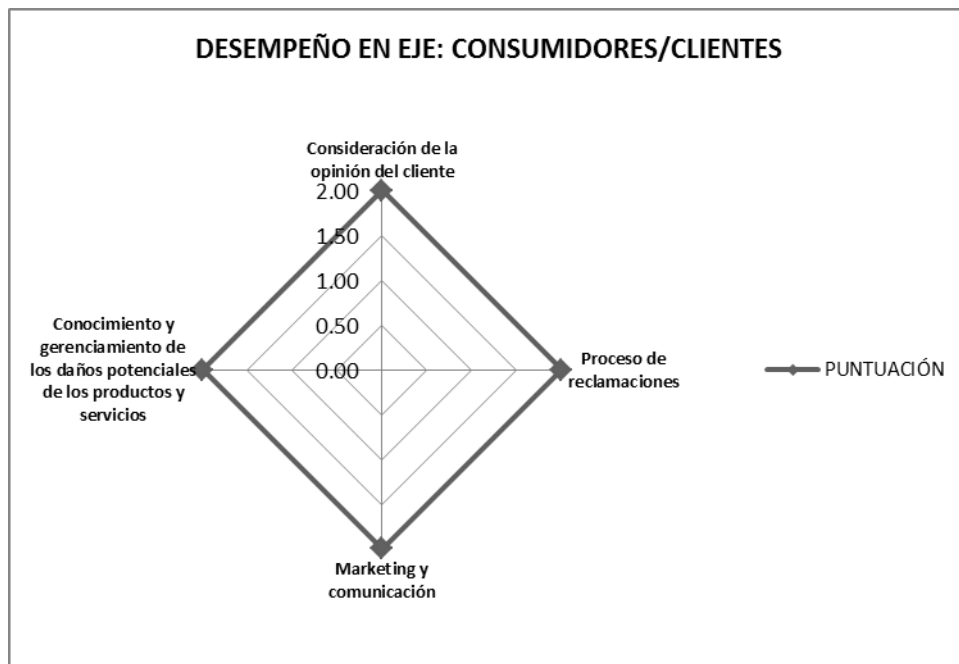 DESEMPEÑO EN EJE: CONSUMIDORES/CLIENTES
Consideración de la
opinión del cliente
2.00
1.50
1.00
0.50
0.00
Conocimiento y
gerenciamiento de
los daños potenciales
de los productos y
servicios
Proceso de
reclamaciones
PUNTUACIÓN
Marketing y
comunicación